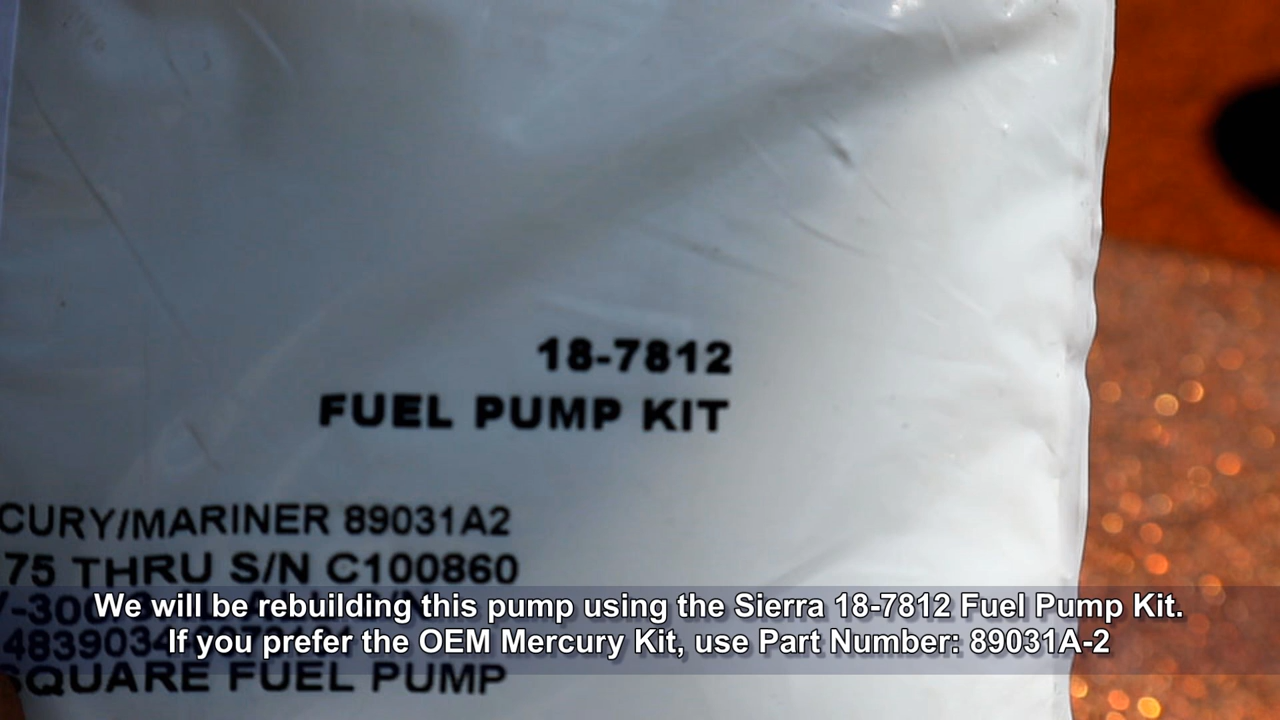 18-7812
FUEL PUMP KIT
CURY/MARINER 89031A2
75 THRU S/N C100860
We will be rebuilding this pump using the Sierra 18-7812 Fuel Pump Kit.
If you prefer the OEM Mercury Kit, use Part Number: 89031A-2
SQUARE FUEL PUMP